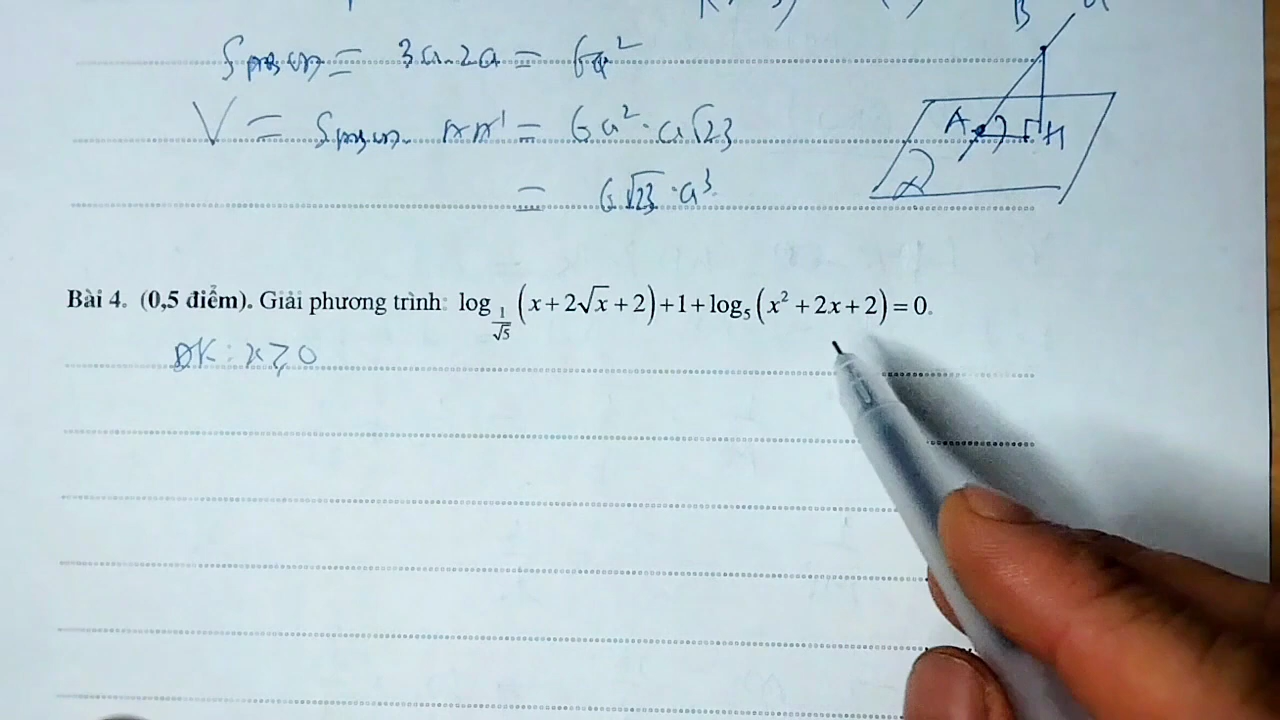 B
= 3a.2a = 6a²
V = = 6a².a√23
A H
= 6√23.a³
α
Bài 4. (0,5 điểm). Giải phương trình: log_{1/√5}(x+2√x+2)+1+log₅(x²+2x+2)=0.
ĐK: x ≥ 0